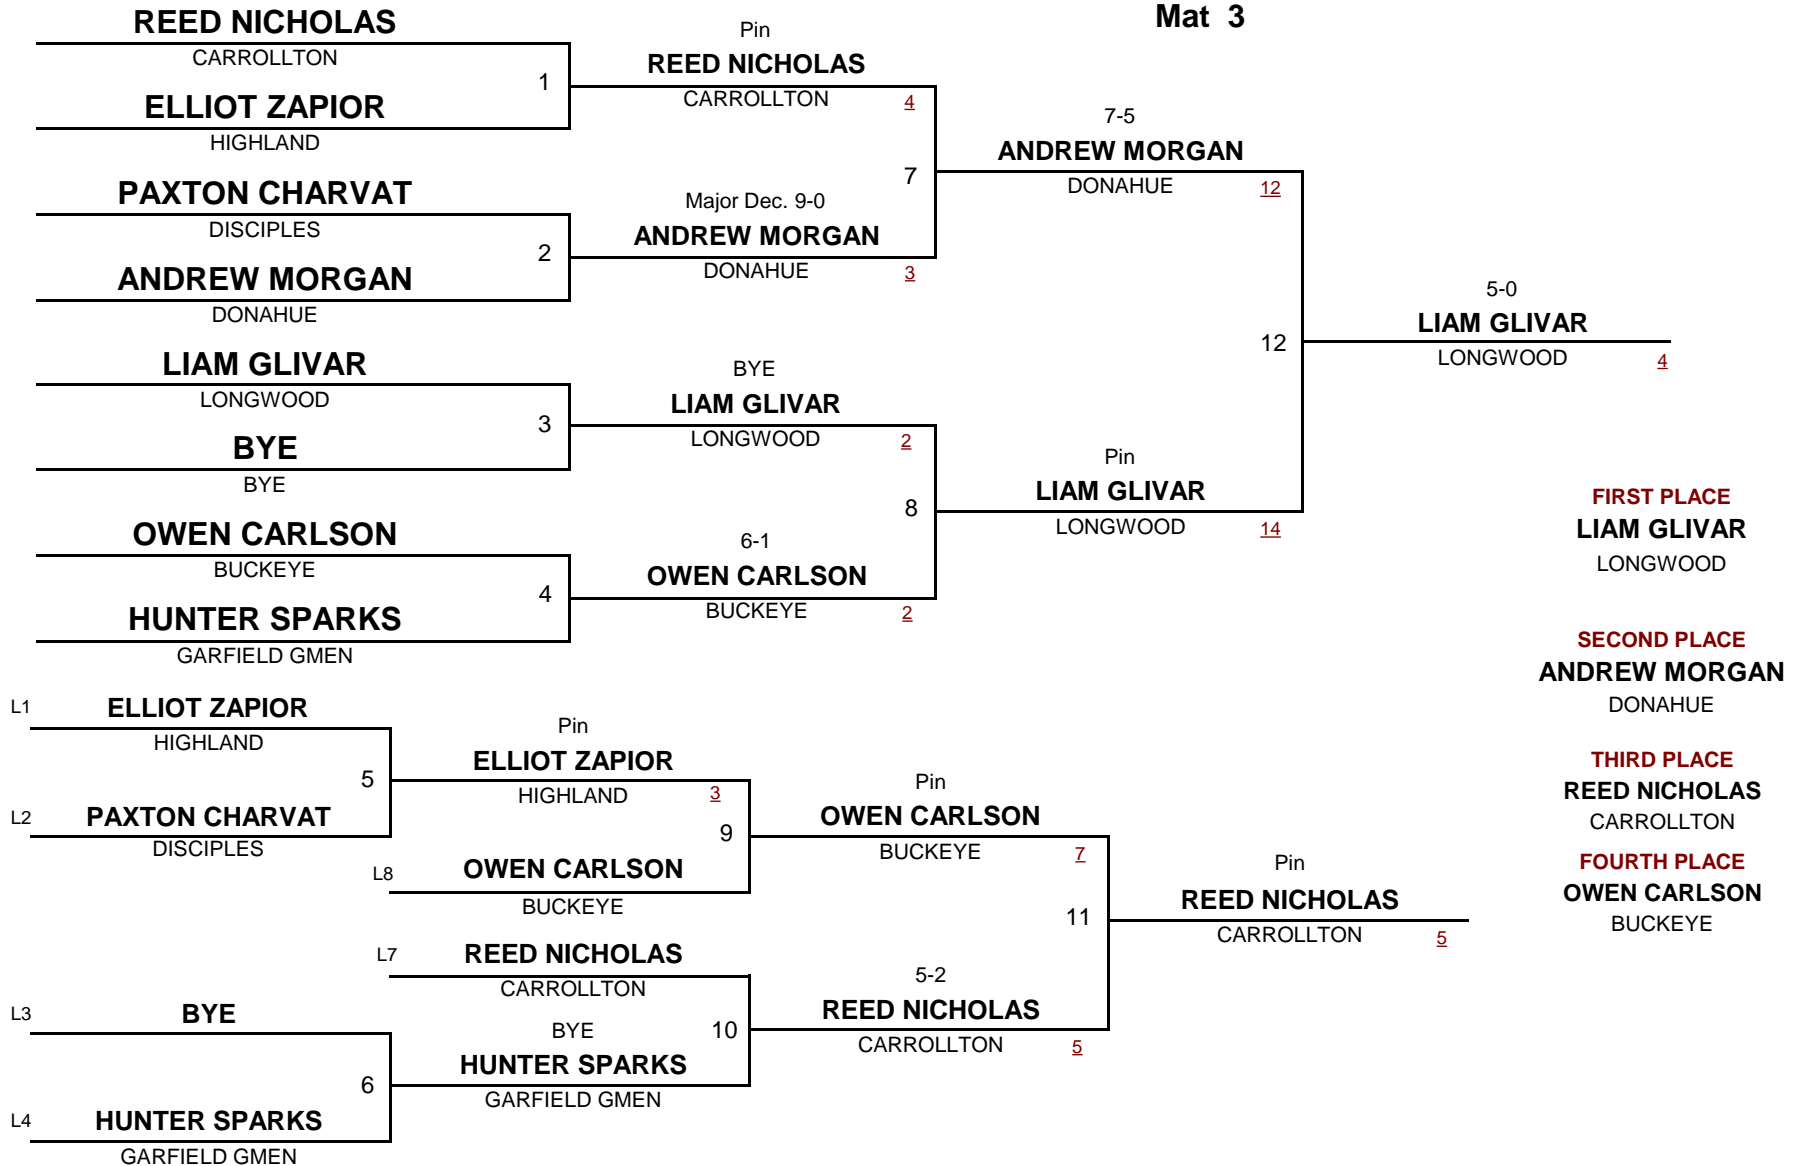 Mat 3
REED NICHOLAS
CARROLLTON
1
ELLIOT ZAPIOR
HIGHLAND
PAXTON CHARVAT
DISCIPLES
2
ANDREW MORGAN
DONAHUE
LIAM GLIVAR
LONGWOOD
3
BYE
BYE
OWEN CARLSON
BUCKEYE
4
HUNTER SPARKS
GARFIELD GMEN
Pin
REED NICHOLAS
CARROLLTON 4
7
Major Dec. 9-0
ANDREW MORGAN
DONAHUE 3
BYE
LIAM GLIVAR
LONGWOOD 2
8
6-1
OWEN CARLSON
BUCKEYE 2
7-5
ANDREW MORGAN
DONAHUE 12
12
Pin
LIAM GLIVAR
LONGWOOD 14
5-0
LIAM GLIVAR
LONGWOOD 4
FIRST PLACE
LIAM GLIVAR
LONGWOOD
SECOND PLACE
ANDREW MORGAN
DONAHUE
THIRD PLACE
REED NICHOLAS
CARROLLTON
FOURTH PLACE
OWEN CARLSON
BUCKEYE
L1 ELLIOT ZAPIOR
HIGHLAND
5
L2 PAXTON CHARVAT
DISCIPLES
L3 BYE
6
L4 HUNTER SPARKS
GARFIELD GMEN
Pin
ELLIOT ZAPIOR
HIGHLAND 3
9
L8 OWEN CARLSON
BUCKEYE
L7 REED NICHOLAS
CARROLLTON
10
BYE
HUNTER SPARKS
GARFIELD GMEN
Pin
OWEN CARLSON
BUCKEYE 7
11
5-2
REED NICHOLAS
CARROLLTON 5
Pin
REED NICHOLAS
CARROLLTON 5